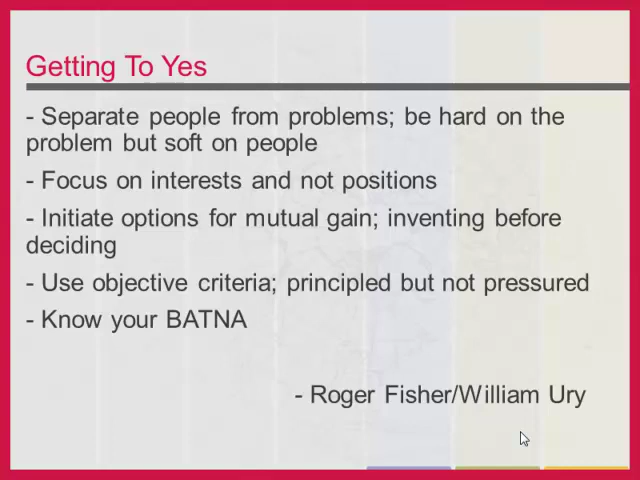 Getting To Yes
- Separate people from problems; be hard on the
problem but soft on people
- Focus on interests and not positions
- Initiate options for mutual gain; inventing before
deciding
- Use objective criteria; principled but not pressured
- Know your BATNA
- Roger Fisher/William Ury